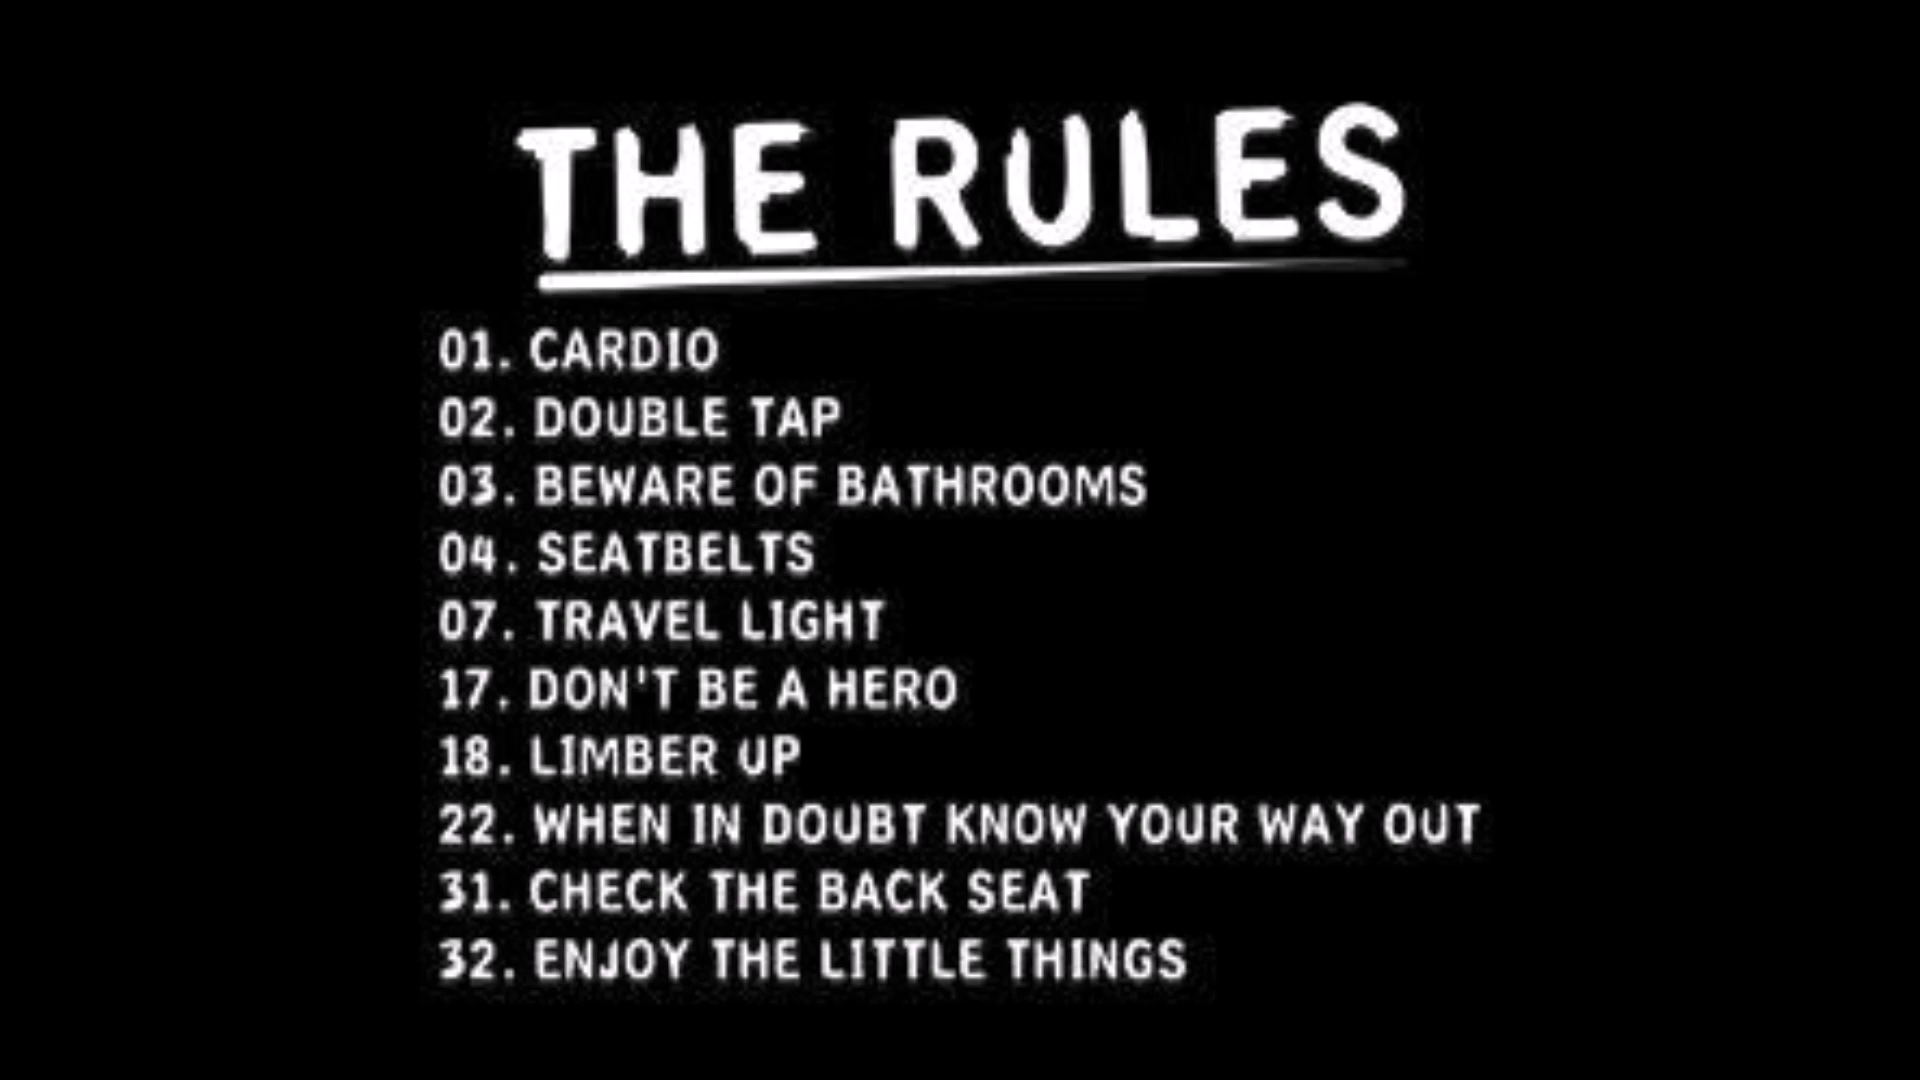 THE RULES
01. CARDIO
02. DOUBLE TAP
03. BEWARE OF BATHROOMS
04. SEATBELTS
07. TRAVEL LIGHT
17. DON'T BE A HERO
18. LIMBER UP
22. WHEN IN DOUBT KNOW YOUR WAY OUT
31. CHECK THE BACK SEAT
32. ENJOY THE LITTLE THINGS